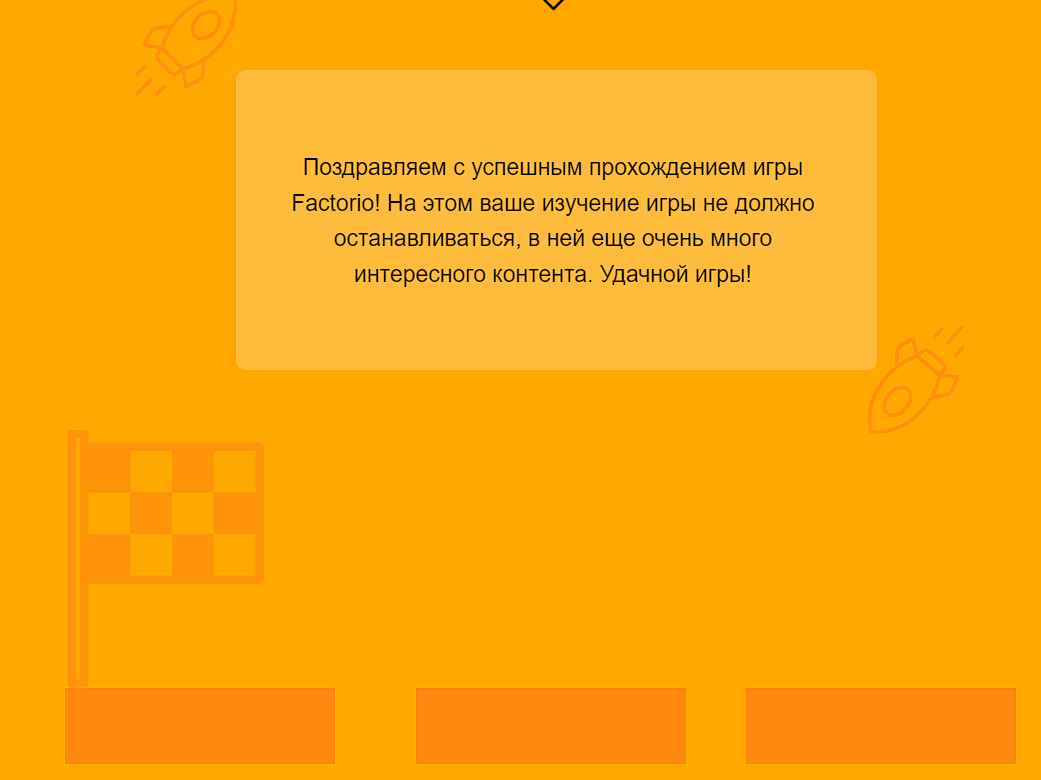 Поздравляем с успешным прохождением игры
Factorio! На этом ваше изучение игры не должно
останавливаться, в ней еще очень много
интересного контента. Удачной игры!